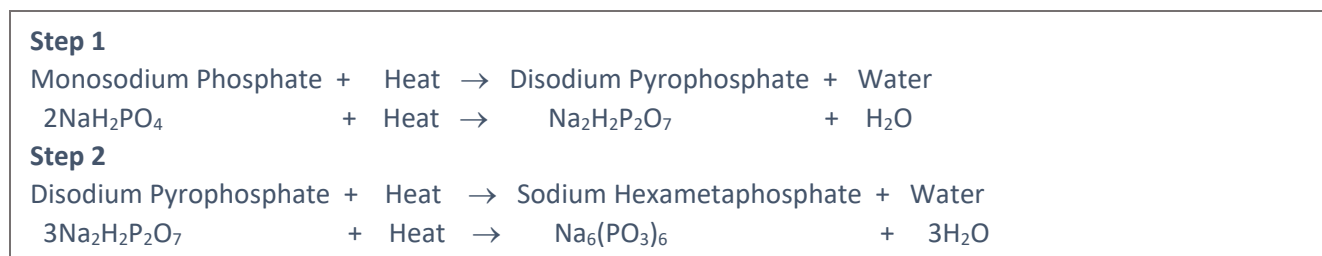 Step 1
Monosodium Phosphate + Heat → Disodium Pyrophosphate + Water
2NaH₂PO₄ + Heat → Na₂H₂P₂O₇ + H₂O
Step 2
Disodium Pyrophosphate + Heat → Sodium Hexametaphosphate + Water
3Na₂H₂P₂O₇ + Heat → Na₆(PO₃)₆ + 3H₂O